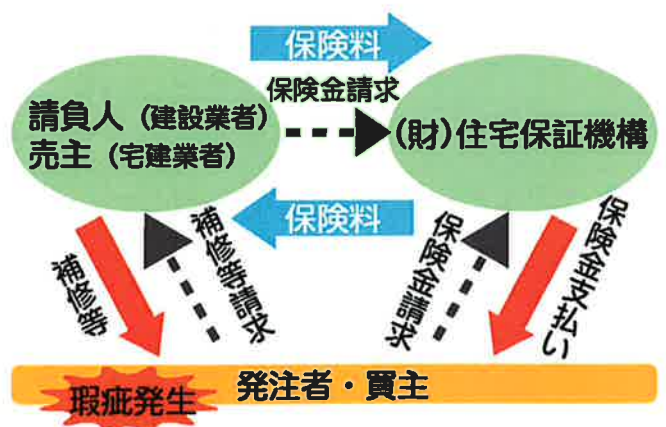 保険料
保険金請求
請負人（建設業者）
売主（宅建業者）
(財)住宅保証機構
保険料
補修等
補修等請求
保険金請求
保険金支払い
瑕疵発生
発注者・買主